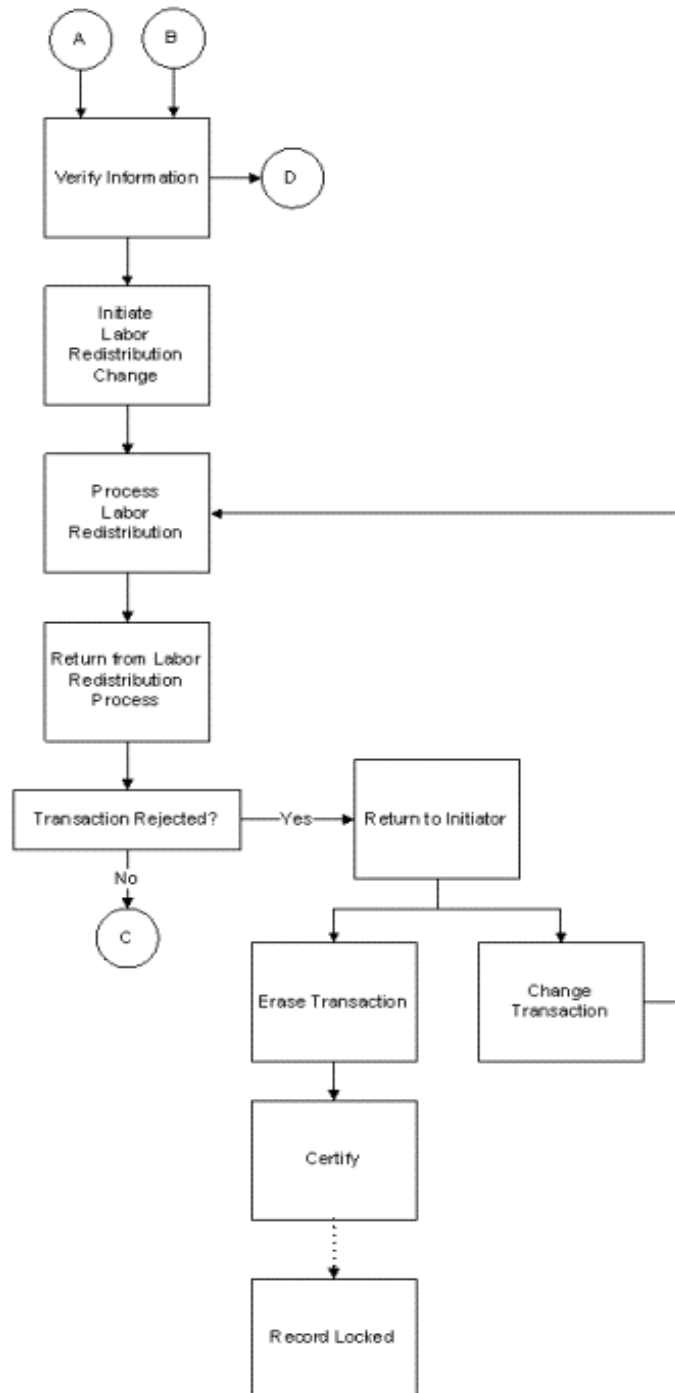 A
B
Verify Information
D
Initiate
Labor
Redistribution
Change
Process
Labor
Redistribution
Return from Labor
Redistribution
Process
Transaction Rejected?
Yes
Return to Initiator
No
C
Erase Transaction
Change
Transaction
Certify
Record Locked